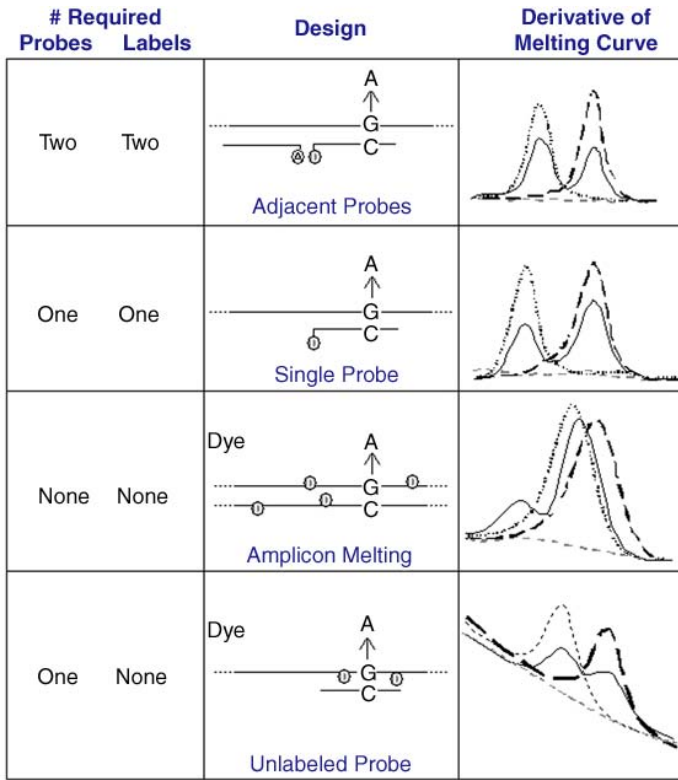 # Required
Probes Labels
Design
Derivative of
Melting Curve
A
Two Two
G
C
A
Adjacent Probes
A
One One
G
C
Single Probe
Dye
A
None None
G
C
Amplicon Melting
Dye
A
One None
G
C
Unlabeled Probe